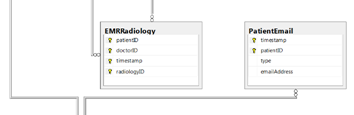 EMRRadiology
patientID
doctorID
timestamp
radiologyID
PatientEmail
timestamp
patientID
type
emailAddress